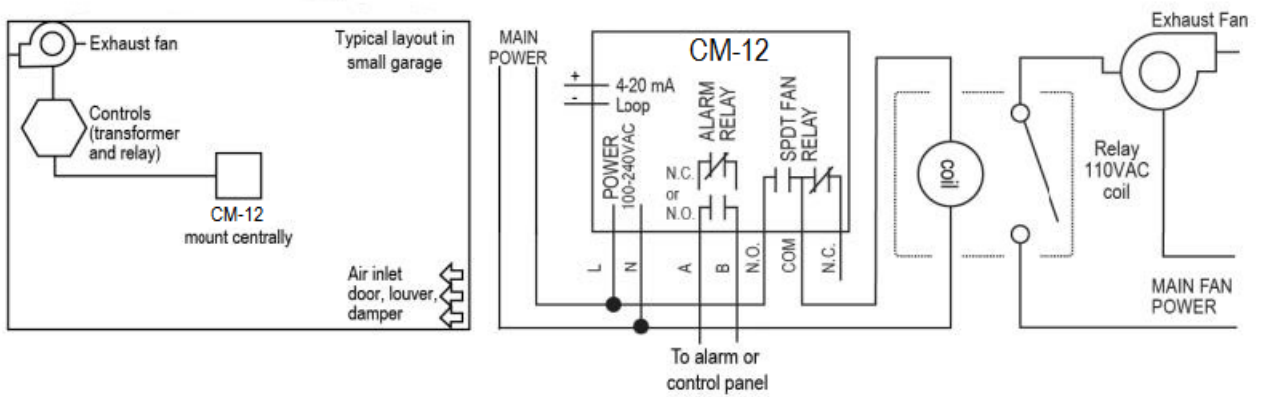 Exhaust fan
Typical layout in
small garage
Controls
(transformer
and relay)
CM-12
mount centrally
Air inlet
door, louver,
damper
MAIN
POWER
CM-12
+
4-20 mA
-
Loop
POWER
100-240VAC
ALARM
RELAY
N.C.
or
N.O.
SPDT FAN
RELAY
L
N
A
B
N.O.
COM
N.C.
To alarm or
control panel
coil
Relay
110VAC
coil
Exhaust Fan
MAIN FAN
POWER